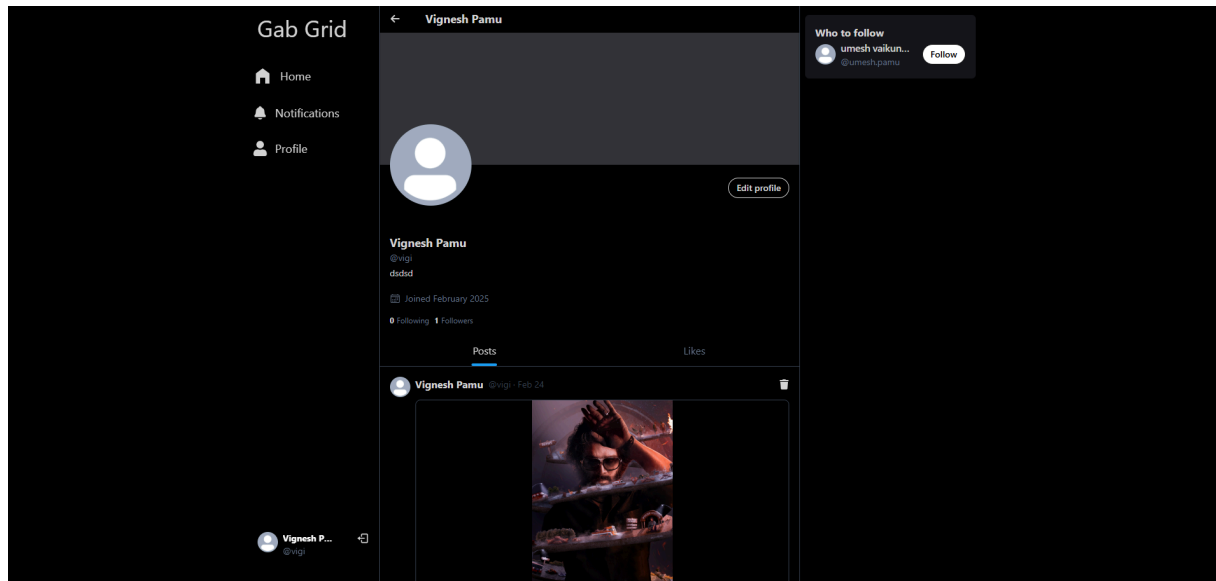 Gab Grid
Home
Notifications
Profile
Vignesh P...
@vigi
Vignesh Pamu
Edit profile
Vignesh Pamu
@vigi
dsdsd
Joined February 2025
0 Following 1 Followers
Posts Likes
Vignesh Pamu @vigi · Feb 24
Who to follow
umesh vaikun...
@umesh.pamu
Follow